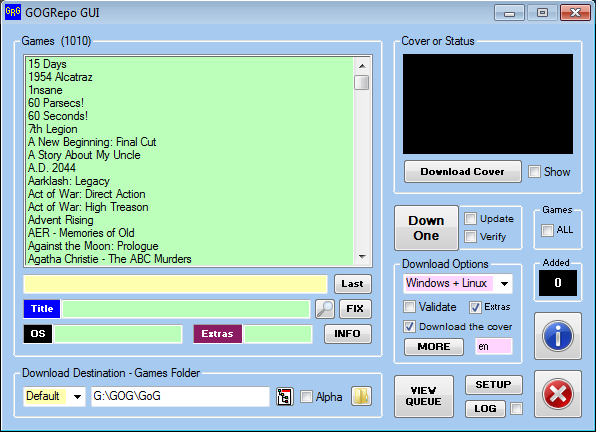 GRG GOGRepo GUI
Games (1010)
15 Days
1954 Alcatraz
1nsane
60 Parsecs!
60 Seconds!
7th Legion
A New Beginning: Final Cut
A Story About My Uncle
A.D. 2044
Aarklash: Legacy
Act of War: Direct Action
Act of War: High Treason
Advent Rising
AER - Memories of Old
Against the Moon: Prologue
Agatha Christie - The ABC Murders
Last
Title
FIX
OS
Extras
INFO
Download Destination - Games Folder
Default
G:\GOG\GoG
Alpha
Cover or Status
Download Cover
Show
Down
One
Update
Verify
Games
ALL
Download Options
Windows + Linux
Validate
Extras
Download the cover
MORE
en
Added
0
VIEW
QUEUE
SETUP
LOG